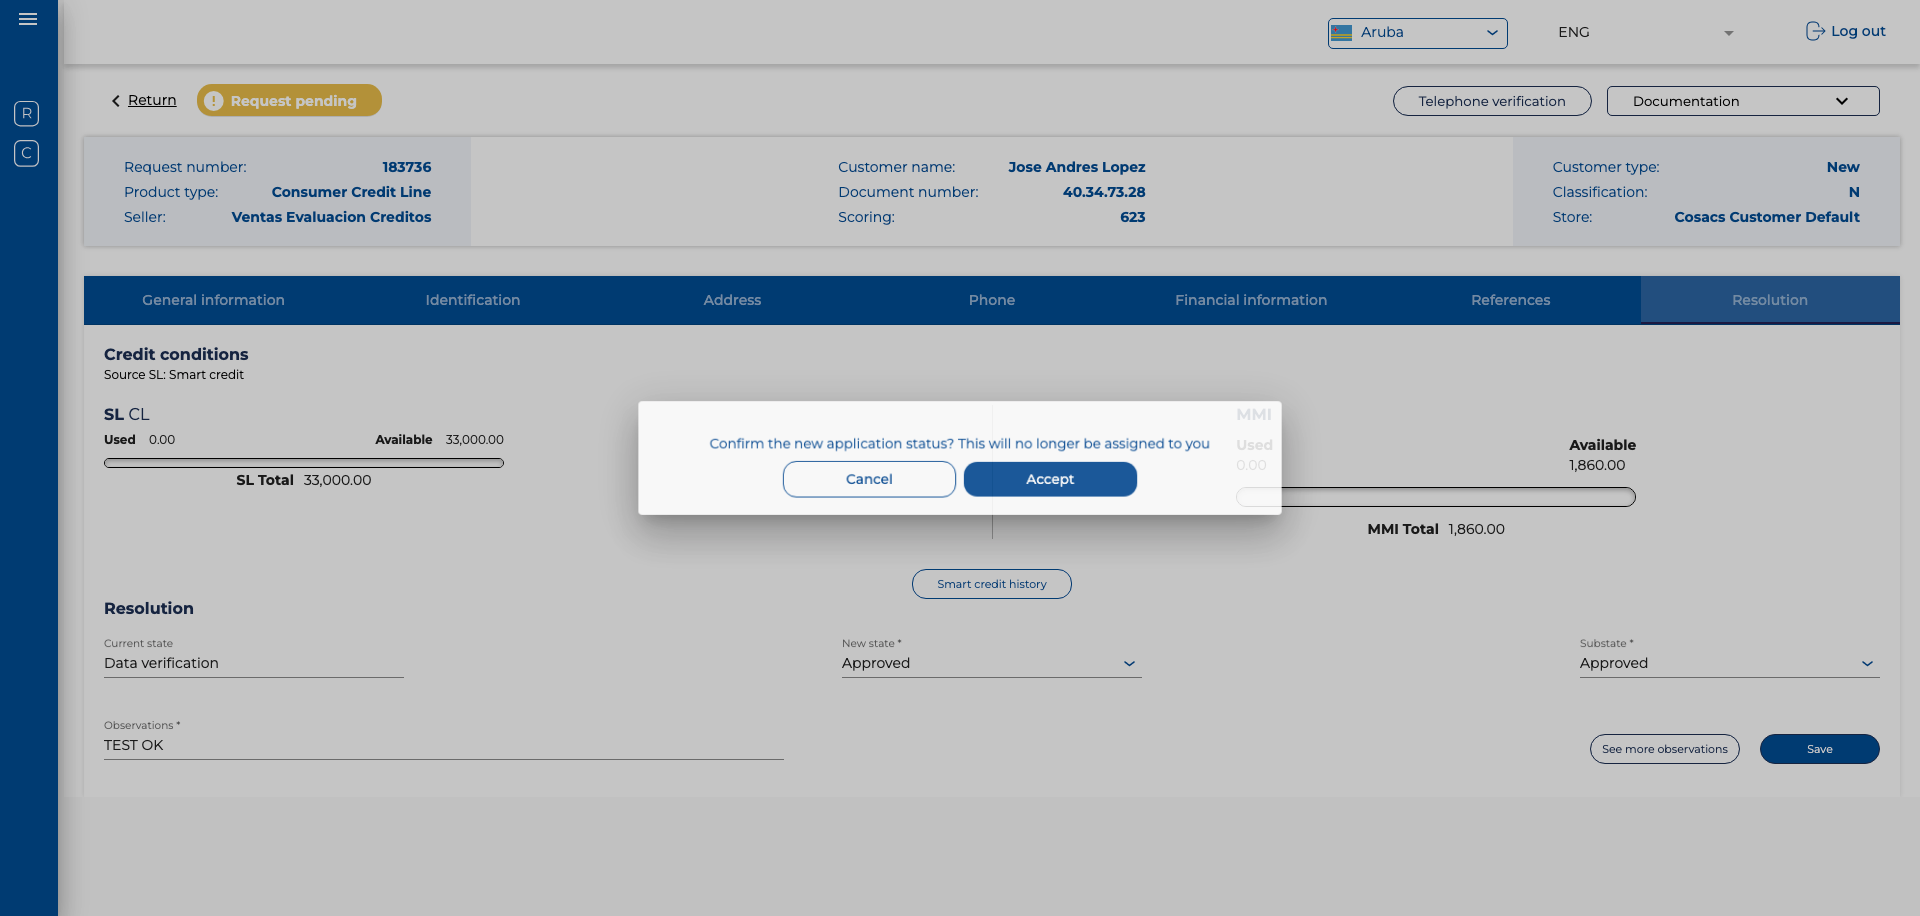 Aruba
ENG
Log out
R
C
Return
! Request pending
Telephone verification
Documentation
Request number: 183736
Product type: Consumer Credit Line
Seller: Ventas Evaluacion Creditos
Customer name: Jose Andres Lopez
Document number: 40.34.73.28
Scoring: 623
Customer type: New
Classification: N
Store: Cosacs Customer Default
General information Identification Address Phone Financial information References Resolution
Credit conditions
Source SL: Smart credit
SL CL
Used 0.00 Available 33,000.00
SL Total 33,000.00
MMI
Used Available
0.00 1,860.00
MMI Total 1,860.00
Confirm the new application status? This will no longer be assigned to you
Cancel Accept
Smart credit history
Resolution
Current state
Data verification
New state *
Approved
Substate *
Approved
Observations *
TEST OK
See more observations
Save